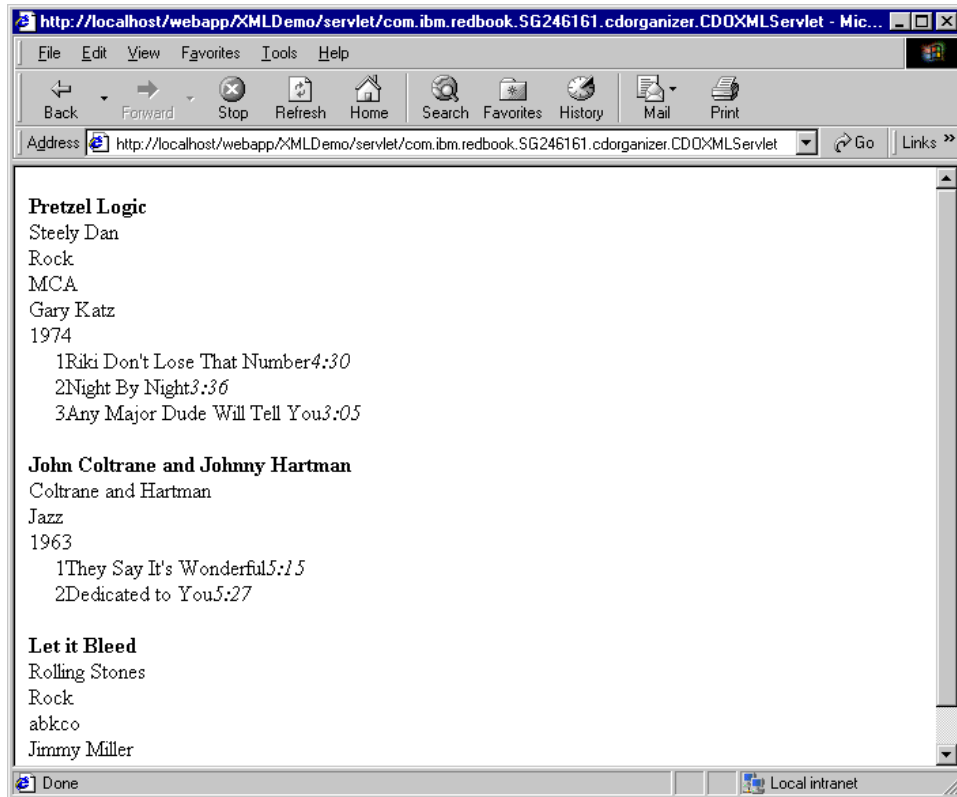 http://localhost/webapp/XMLDemo/servlet/com.ibm.redbook.SG246161.cdorganizer.CDOXMLServlet - Mic...
File Edit View Favorites Tools Help
Back Forward Stop Refresh Home Search Favorites History Mail Print
Address http://localhost/webapp/XMLDemo/servlet/com.ibm.redbook.SG246161.cdorganizer.CDOXMLServlet Go Links »
Pretzel Logic
Steely Dan
Rock
MCA
Gary Katz
1974
1Riki Don't Lose That Number4:30
2Night By Night3:36
3Any Major Dude Will Tell You3:05
John Coltrane and Johnny Hartman
Coltrane and Hartman
Jazz
1963
1They Say It's Wonderful5:15
2Dedicated to You5:27
Let it Bleed
Rolling Stones
Rock
abkco
Jimmy Miller
Done Local intranet